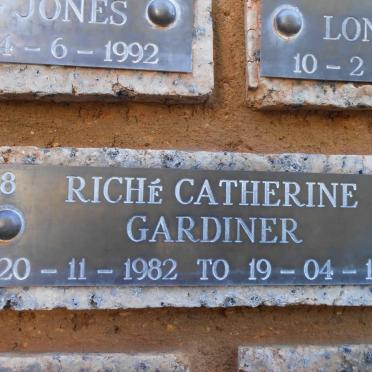 JONES
4 - 6 - 1992
LON
10 - 2
8
RICHé CATHERINE
GARDINER
20 - 11 - 1982 TO 19 - 04 - 1